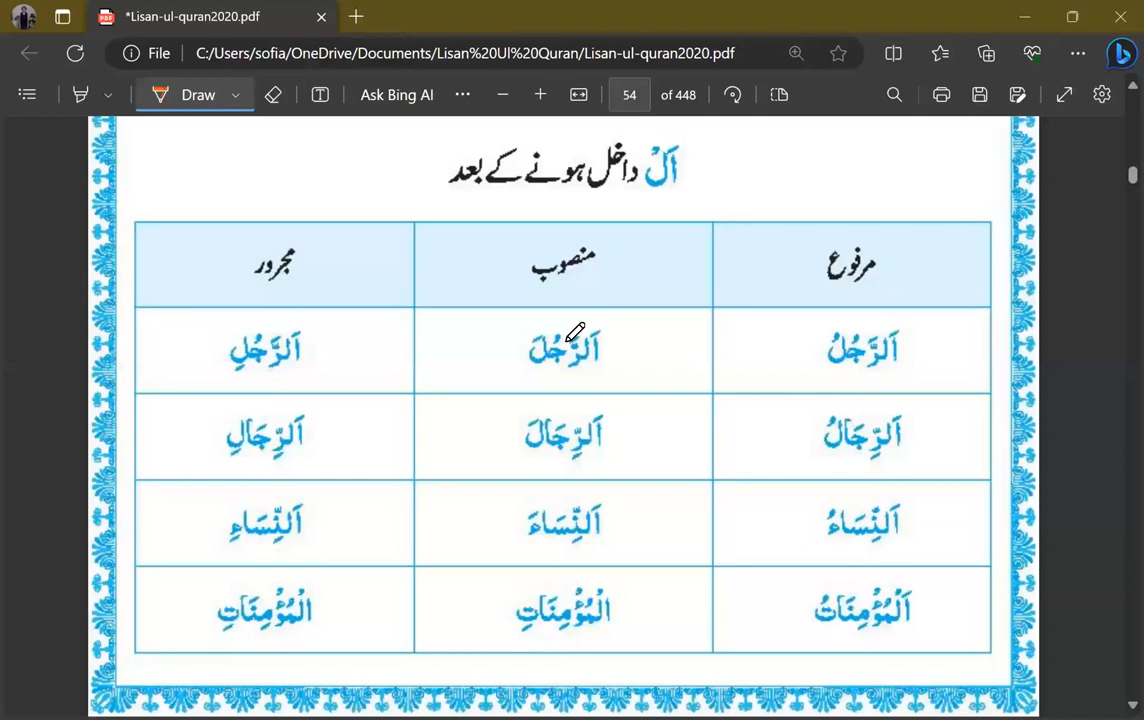 *Lisan-ul-quran2020.pdf
File C:/Users/sofia/OneDrive/Documents/Lisan%20Ul%20Quran/Lisan-ul-quran2020.pdf
Draw Ask Bing AI 54 of 448
اَلْ داخل ہونے کے بعد
مرفوع منصوب مجرور
اَلرَّجُلُ اَلرَّجُلَ اَلرَّجُلِ
اَلرِّجَالُ اَلرِّجَالَ اَلرِّجَالِ
اَلنِّسَاءُ اَلنِّسَاءَ اَلنِّسَاءِ
اَلْمُؤْمِنَاتُ الْمُؤْمِنَاتِ الْمُؤْمِنَاتِ